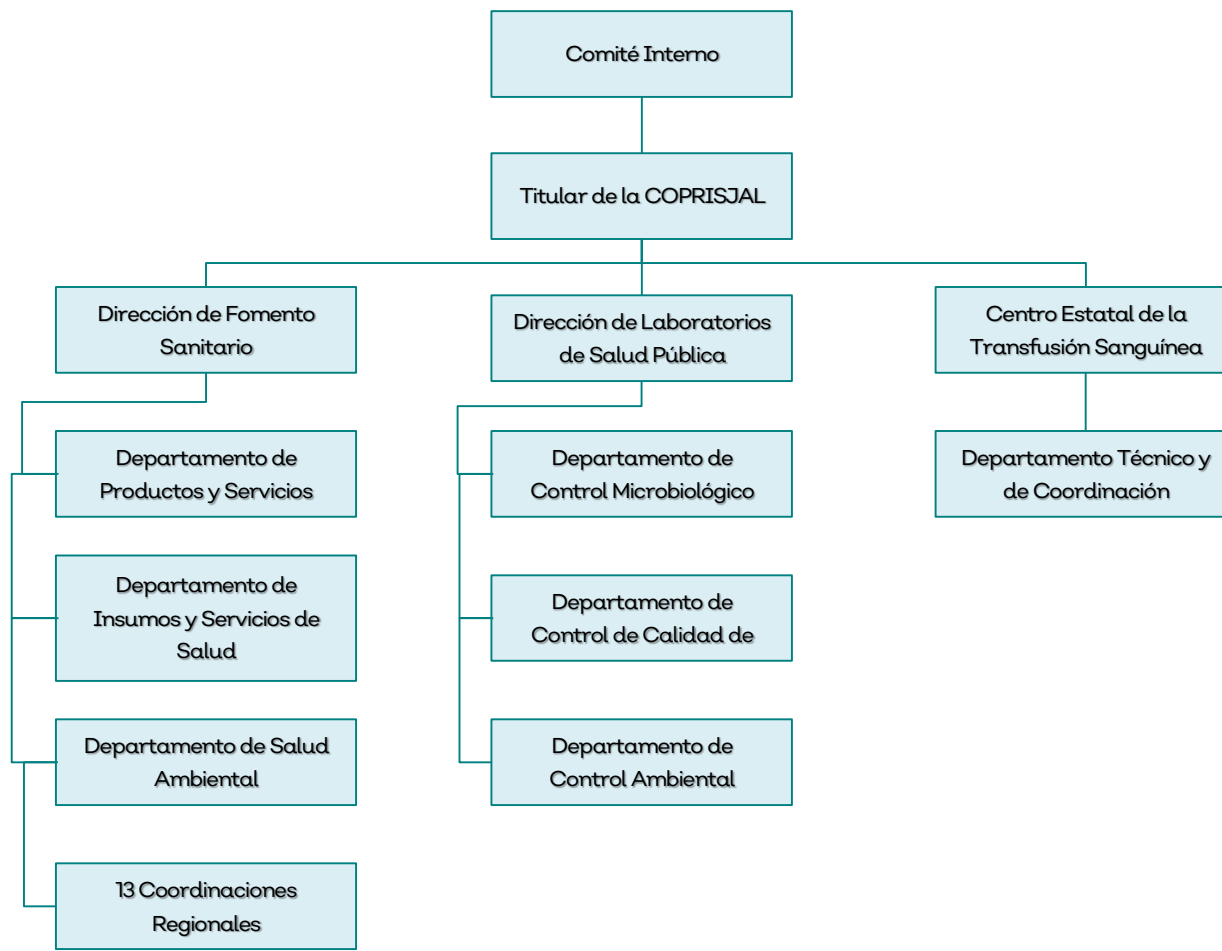 Comité Interno
Titular de la COPRISJAL
Dirección de Fomento
Sanitario
Dirección de Laboratorios
de Salud Pública
Centro Estatal de la
Transfusión Sanguínea
Departamento de
Productos y Servicios
Departamento de
Insumos y Servicios de
Salud
Departamento de Salud
Ambiental
13 Coordinaciones
Regionales
Departamento de
Control Microbiológico
Departamento de
Control de Calidad de
Departamento de
Control Ambiental
Departamento Técnico y
de Coordinación